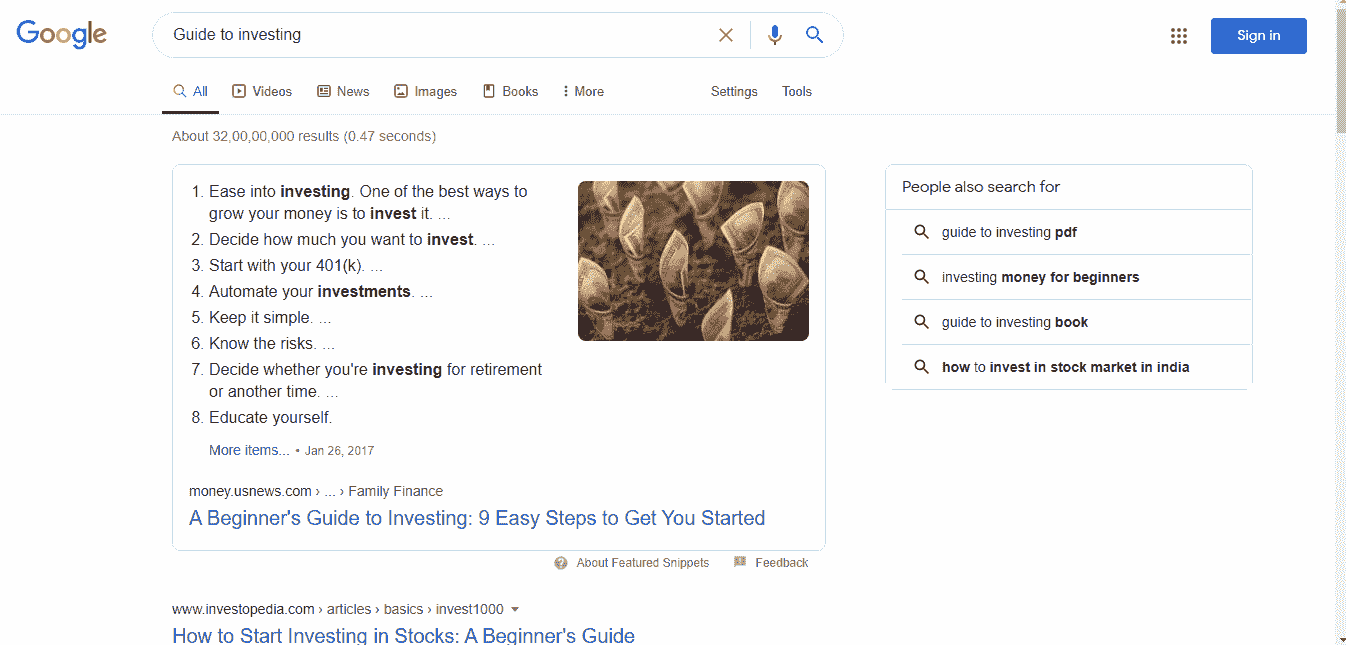 Google
Guide to investing
Sign in
All Videos News Images Books More Settings Tools
About 32,00,00,000 results (0.47 seconds)
1. Ease into investing. One of the best ways to
grow your money is to invest it. ...
2. Decide how much you want to invest. ...
3. Start with your 401(k). ...
4. Automate your investments. ...
5. Keep it simple. ...
6. Know the risks. ...
7. Decide whether you're investing for retirement
or another time. ...
8. Educate yourself.
More items... • Jan 26, 2017
money.usnews.com › ... › Family Finance
A Beginner's Guide to Investing: 9 Easy Steps to Get You Started
About Featured Snippets Feedback
People also search for
guide to investing pdf
investing money for beginners
guide to investing book
how to invest in stock market in india
www.investopedia.com › articles › basics › invest1000
How to Start Investing in Stocks: A Beginner's Guide